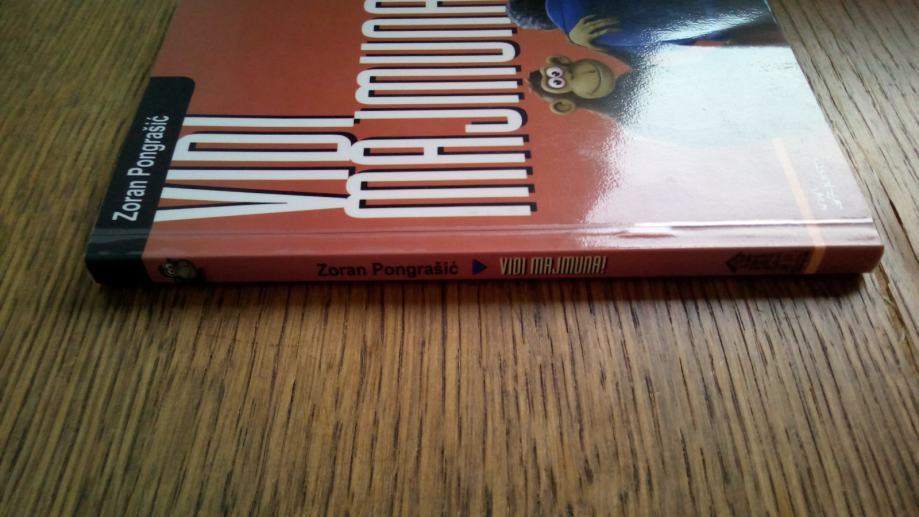 Zoran Pongrašić
VIDI
MAJMUNA
Zoran Pongrašić
VIDI MAJMUNA!